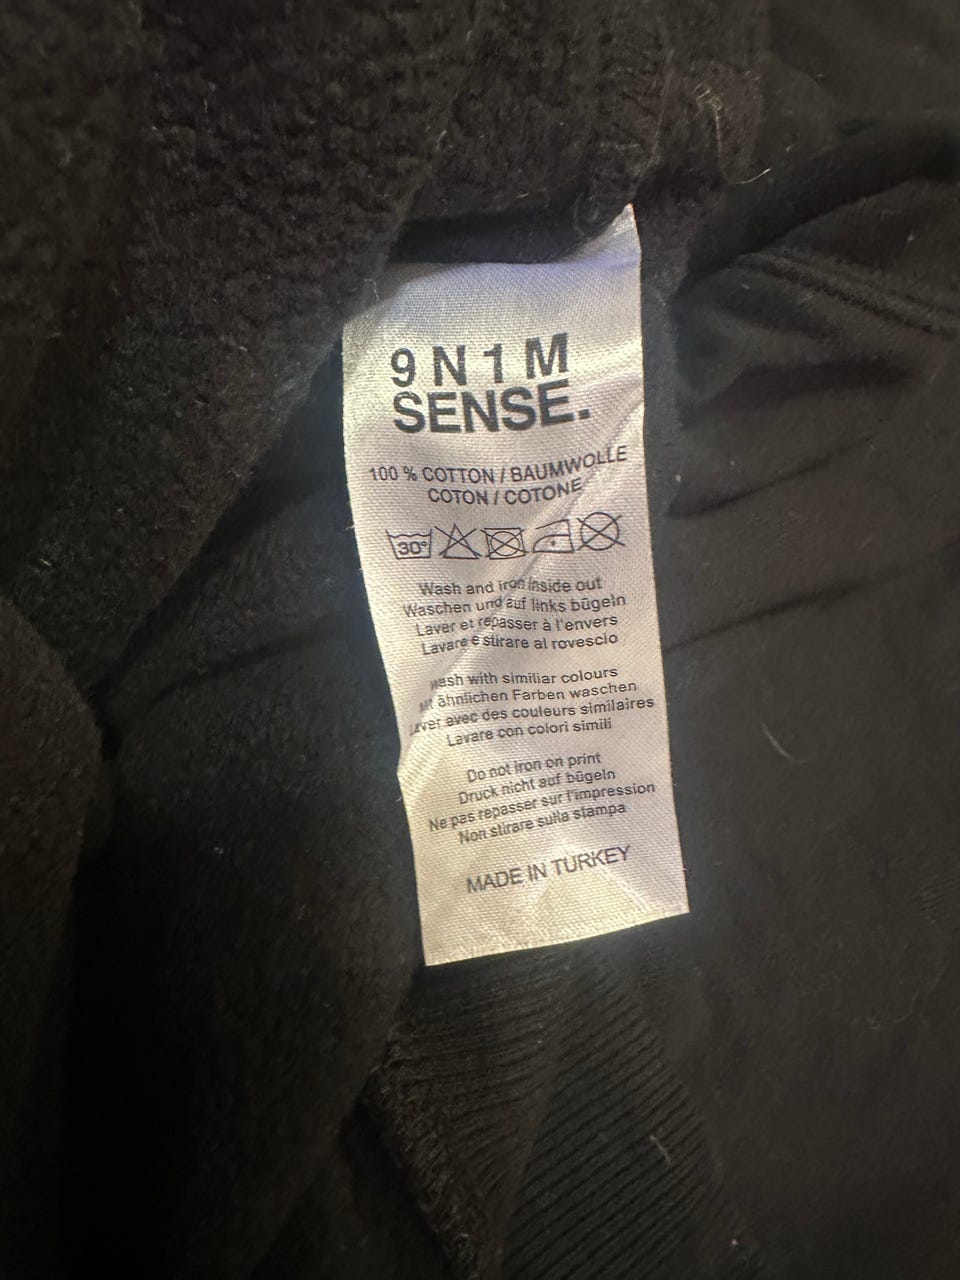 9 N 1 M
SENSE.
100 % COTTON / BAUMWOLLE
COTON / COTONE
30°
Wash and iron inside out
Waschen und auf links bügeln
Laver et repasser à l'envers
Lavare e stirare al rovescio
wash with similiar colours
Mit ähnlichen Farben waschen
Laver avec des couleurs similaires
Lavare con colori simili
Do not iron on print
Druck nicht auf bügeln
Ne pas repasser sur l'impression
Non stirare sulla stampa
MADE IN TURKEY